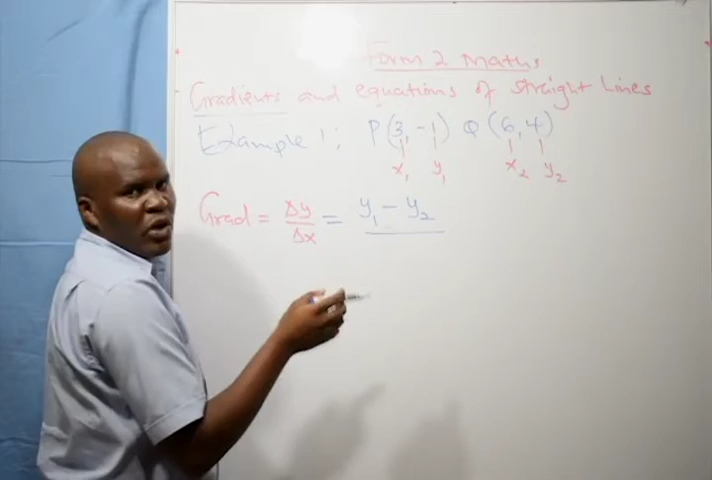 Form 2 Maths
Gradients and equations of straight Lines
Example 1; P(3,-1) Q(6,4)
x₁ y₁ x₂ y₂
Grad = Δy/Δx = y₁ - y₂